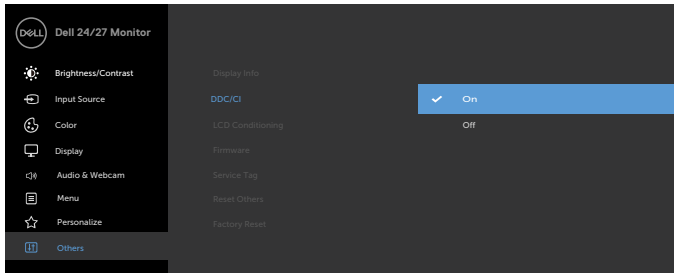 DELL
Dell 24/27 Monitor
Brightness/Contrast
Input Source
Color
Display
Audio & Webcam
Menu
Personalize
Others
Display Info
DDC/CI
LCD Conditioning
Firmware
Service Tag
Reset Others
Factory Reset
On
Off